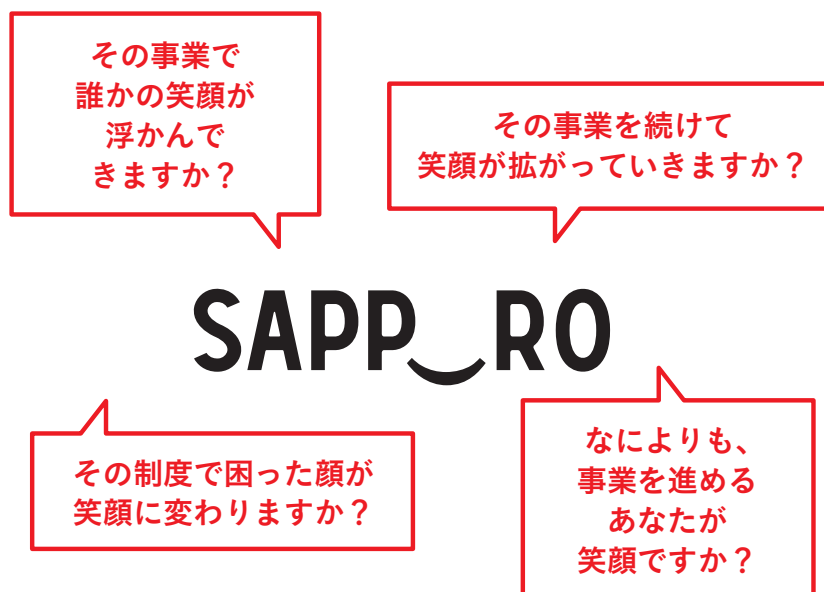 その事業で
誰かの笑顔が
浮かんで
きますか？
その事業を続けて
笑顔が拡がっていきますか？
SAPP‿RO
その制度で困った顔が
笑顔に変わりますか？
なによりも、
事業を進める
あなたが
笑顔ですか？